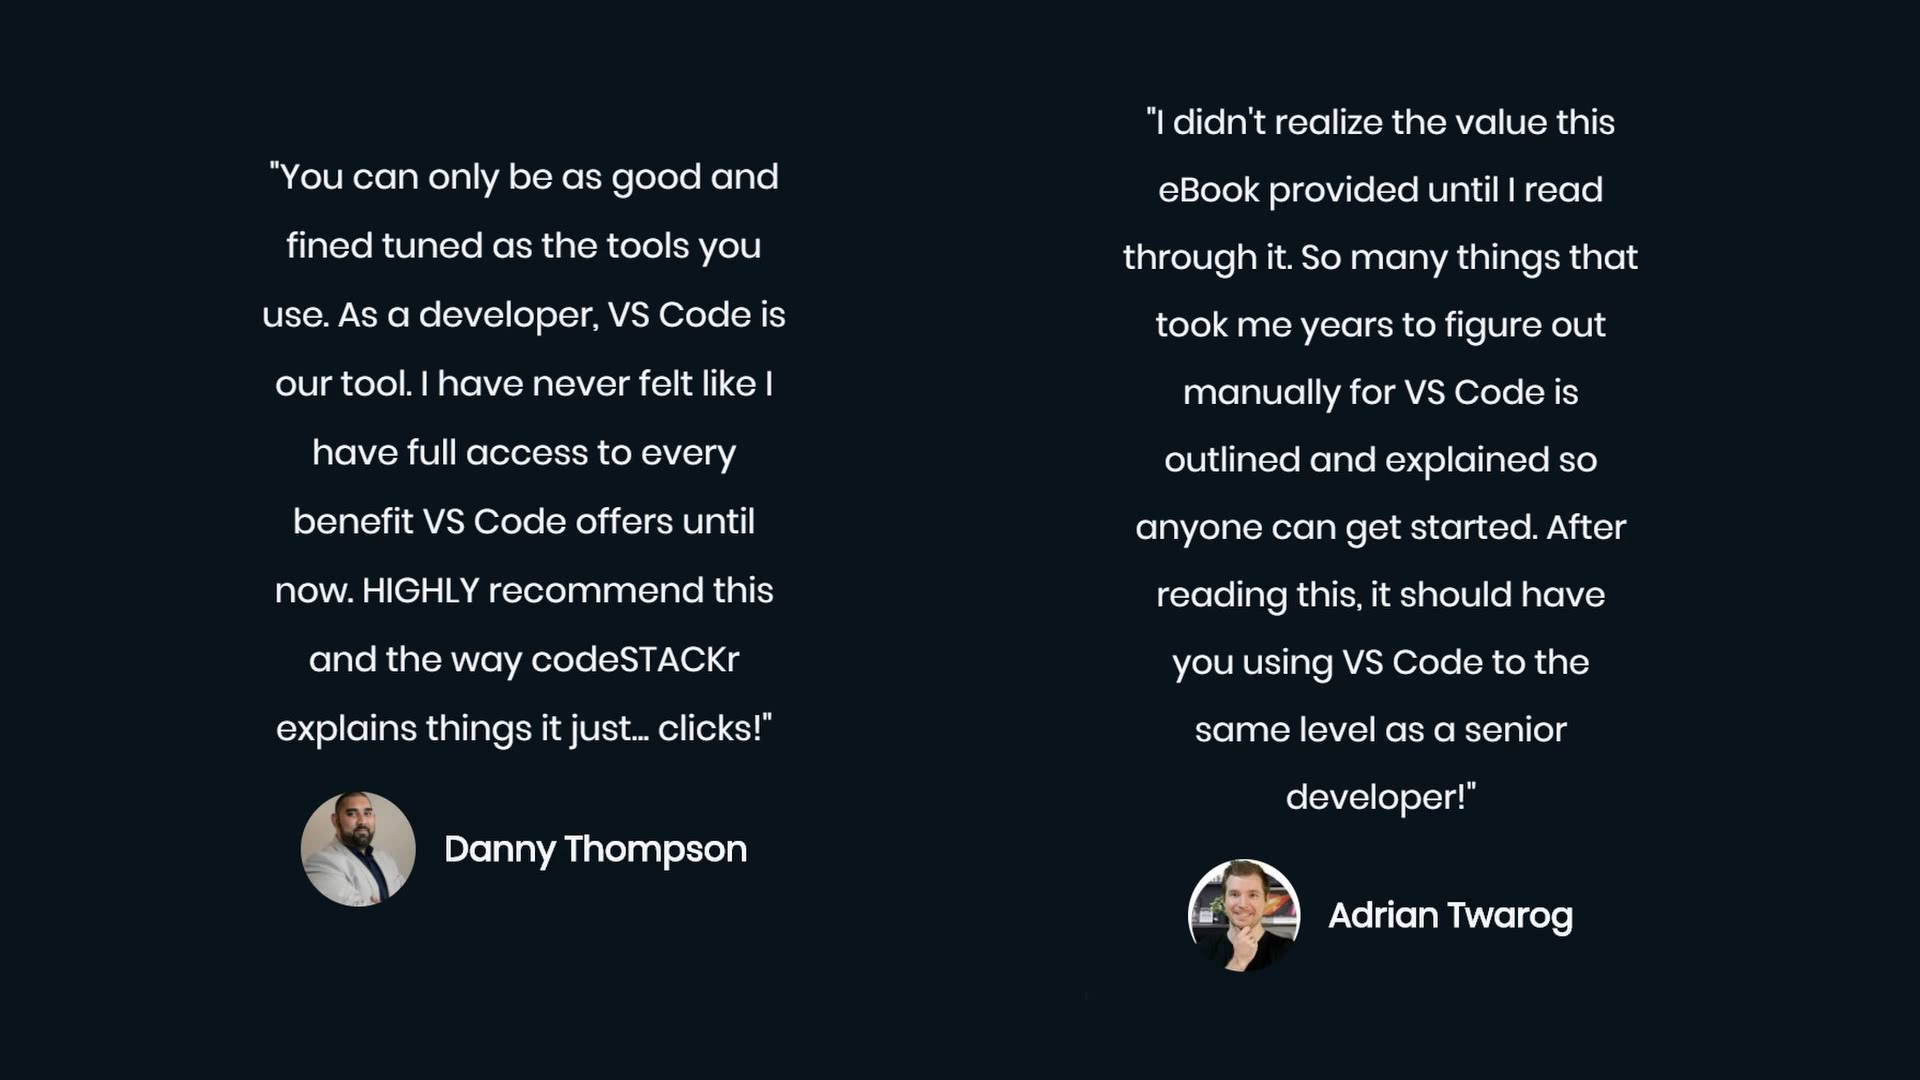 "You can only be as good and
fined tuned as the tools you
use. As a developer, VS Code is
our tool. I have never felt like I
have full access to every
benefit VS Code offers until
now. HIGHLY recommend this
and the way codeSTACKr
explains things it just... clicks!"
Danny Thompson
"I didn't realize the value this
eBook provided until I read
through it. So many things that
took me years to figure out
manually for VS Code is
outlined and explained so
anyone can get started. After
reading this, it should have
you using VS Code to the
same level as a senior
developer!"
Adrian Twarog